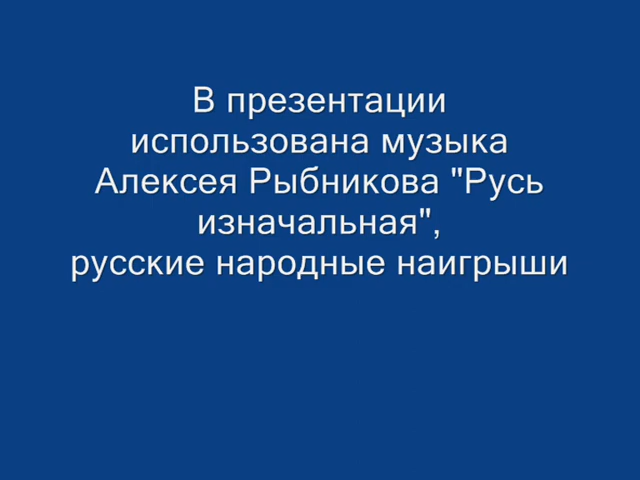 В презентации
использована музыка
Алексея Рыбникова "Русь
изначальная",
русские народные наигрыши